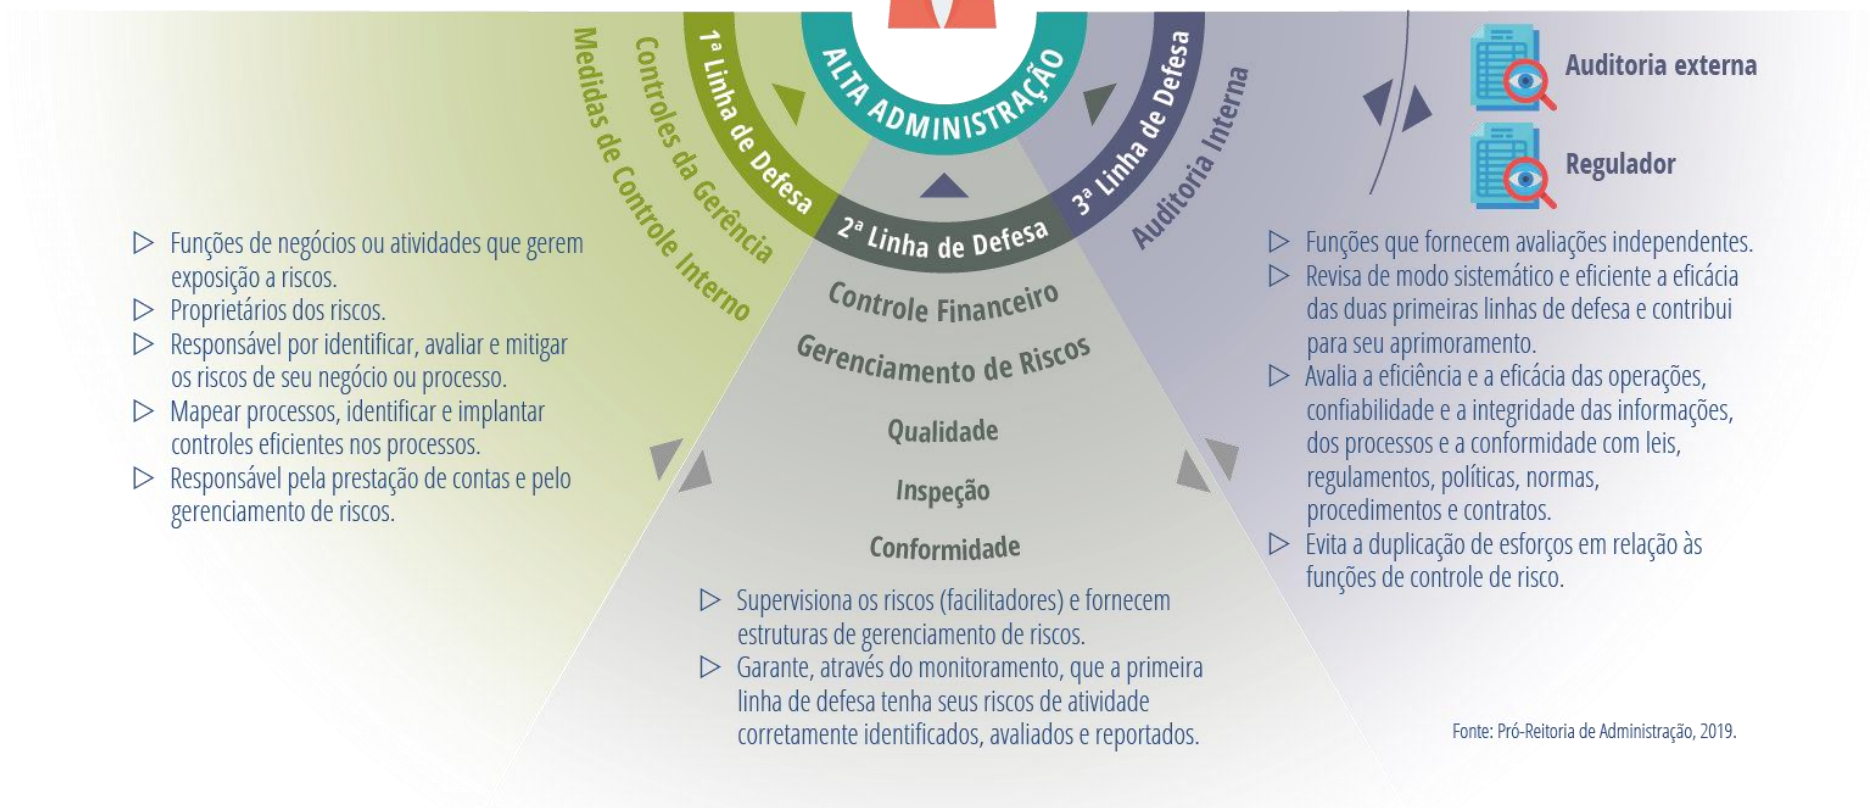 ALTA ADMINISTRAÇÃO
1ª Linha de Defesa
Controles da Gerência
Medidas de Controle Interno
Funções de negócios ou atividades que gerem
exposição a riscos.
Proprietários dos riscos.
Responsável por identificar, avaliar e mitigar
os riscos de seu negócio ou processo.
Mapear processos, identificar e implantar
controles eficientes nos processos.
Responsável pela prestação de contas e pelo
gerenciamento de riscos.
2ª Linha de Defesa
Controle Financeiro
Gerenciamento de Riscos
Qualidade
Inspeção
Conformidade
Supervisiona os riscos (facilitadores) e fornecem
estruturas de gerenciamento de riscos.
Garante, através do monitoramento, que a primeira
linha de defesa tenha seus riscos de atividade
corretamente identificados, avaliados e reportados.
3ª Linha de Defesa
Auditoria Interna
Auditoria externa
Regulador
Funções que fornecem avaliações independentes.
Revisa de modo sistemático e eficiente a eficácia
das duas primeiras linhas de defesa e contribui
para seu aprimoramento.
Avalia a eficiência e a eficácia das operações,
confiabilidade e a integridade das informações,
dos processos e a conformidade com leis,
regulamentos, políticas, normas,
procedimentos e contratos.
Evita a duplicação de esforços em relação às
funções de controle de risco.
Fonte: Pró-Reitoria de Administração, 2019.